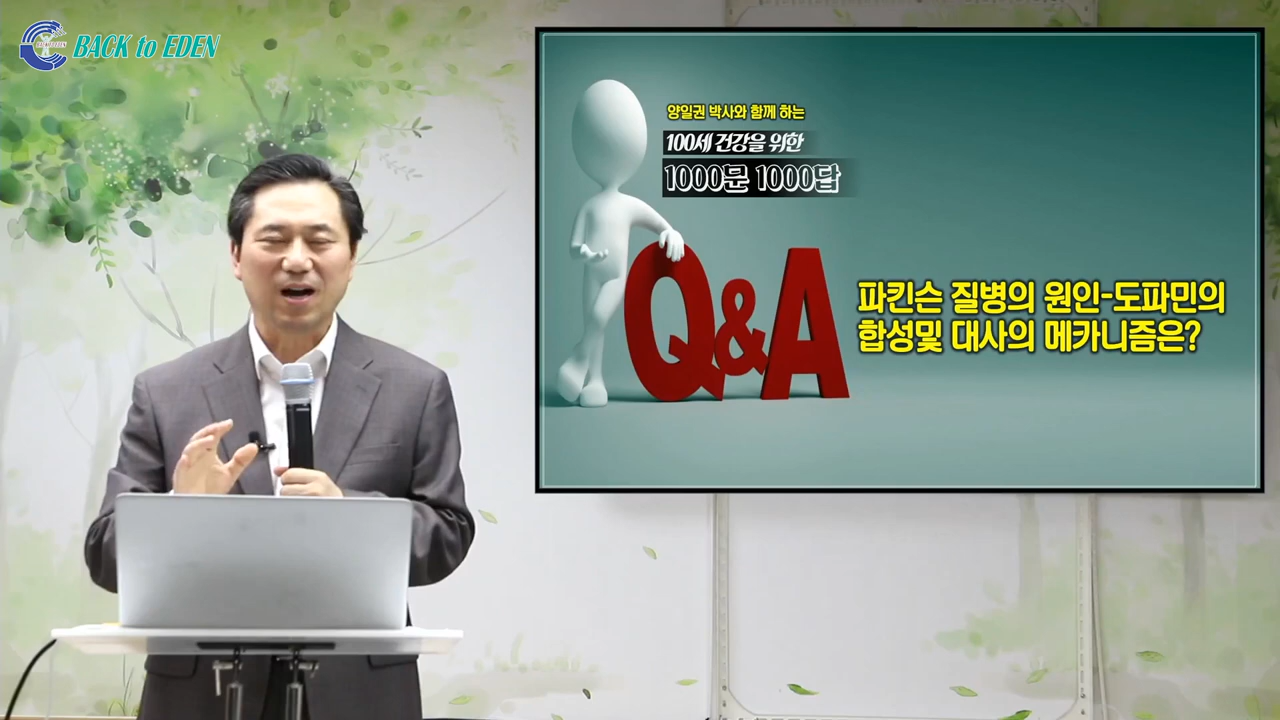 BACK to EDEN
양일권 박사와 함께 하는
100세 건강을 위한
1000문 1000답
Q&A
파킨슨 질병의 원인-도파민의
합성및 대사의 메카니즘은?